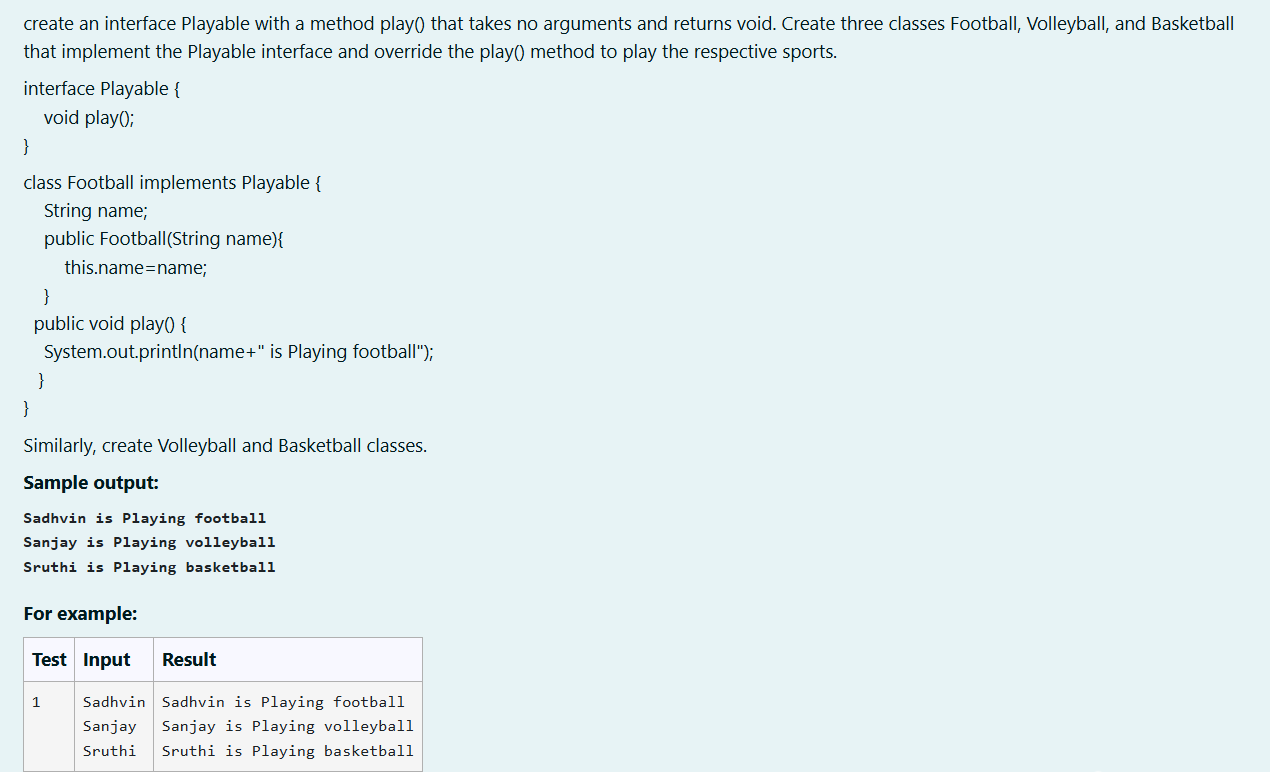 create an interface Playable with a method play() that takes no arguments and returns void. Create three classes Football, Volleyball, and Basketball
that implement the Playable interface and override the play() method to play the respective sports.
interface Playable {
void play();
}
class Football implements Playable {
String name;
public Football(String name){
this.name=name;
}
public void play() {
System.out.println(name+" is Playing football");
}
}
Similarly, create Volleyball and Basketball classes.
Sample output:
Sadhvin is Playing football
Sanjay is Playing volleyball
Sruthi is Playing basketball
For example:
Test Input Result
1 Sadhvin Sadhvin is Playing football
Sanjay Sanjay is Playing volleyball
Sruthi Sruthi is Playing basketball